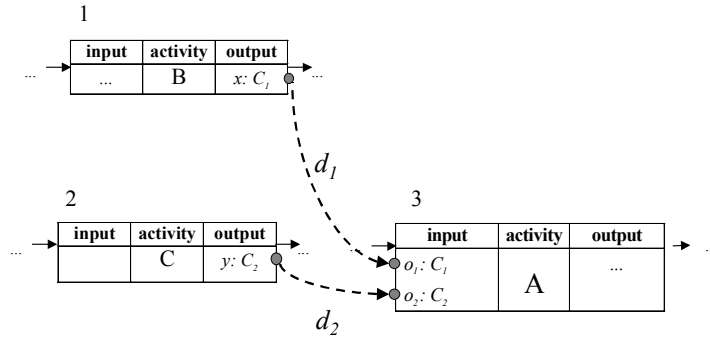 1
input activity output
... ... B x: C₁ ...
d₁
2 3
input activity output
... C y: C₂ ... ...
input activity output
o₁: C₁ A ... ...
o₂: C₂
d₂